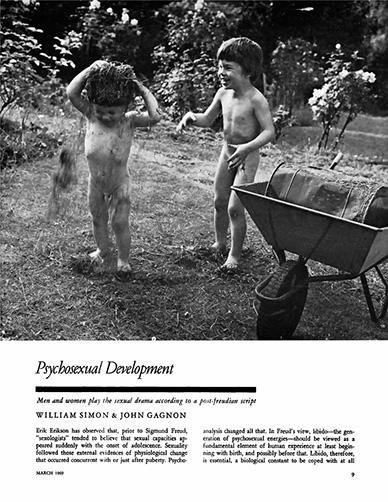 Psychosexual Development
Men and women play the sexual drama according to a post-freudian script
WILLIAM SIMON & JOHN GAGNON
Erik Erikson has observed that, prior to Sigmund Freud,
"sexologists" tended to believe that sexual capacities ap-
peared suddenly with the onset of adolescence. Sexuality
followed those external evidences of physiological change
that occurred concurrent with or just after puberty. Psycho-
analysis changed all that. In Freud's view, libido—the gen-
eration of psychosexual energies—should be viewed as a
fundamental element of human experience at least begin-
ning with birth, and possibly before that. Libido, therefore,
is essential, a biological constant to be coped with at all
MARCH 1969
9